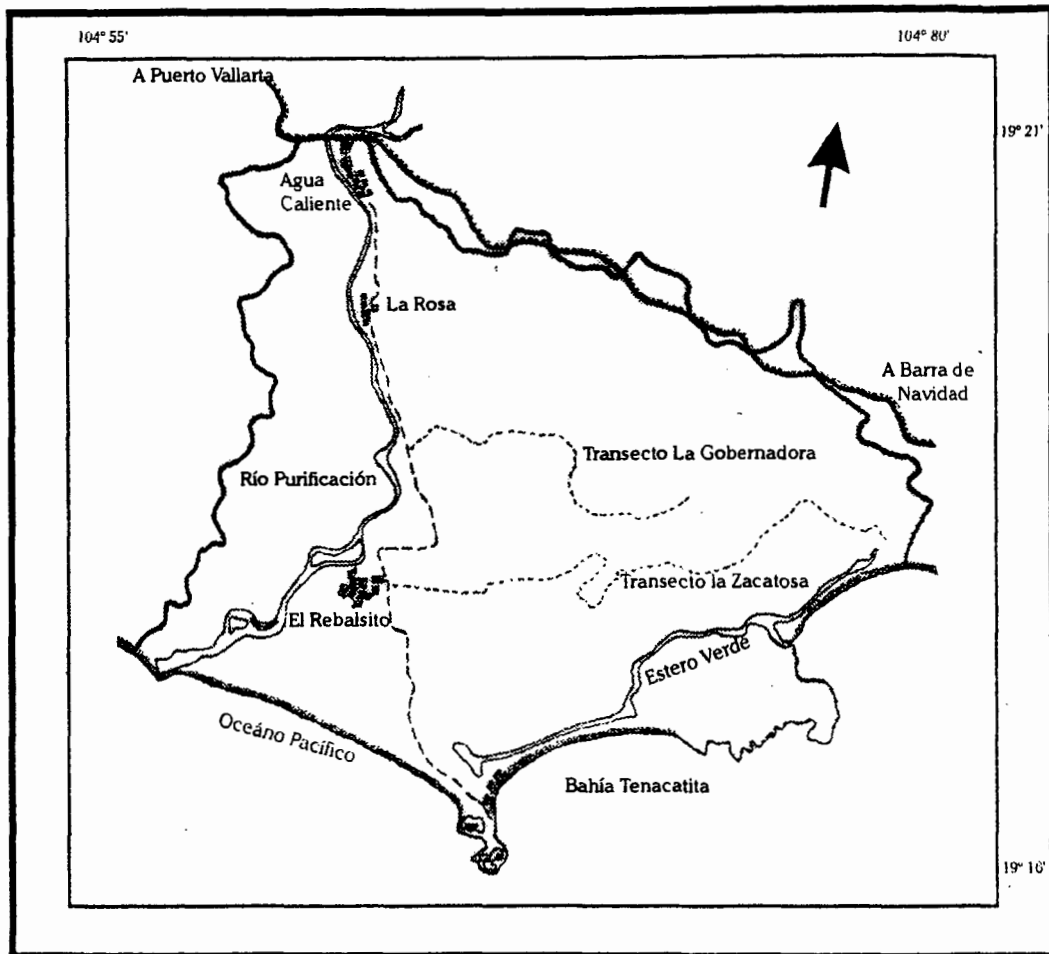 104° 55'
104° 80'
A Puerto Vallarta
19° 21'
Agua
Caliente
La Rosa
A Barra de
Navidad
Transecto La Gobernadora
Río Purificación
Transecto la Zacatosa
El Rebalsito
Estero Verde
Oceáno Pacífico
Bahía Tenacatita
19° 16'